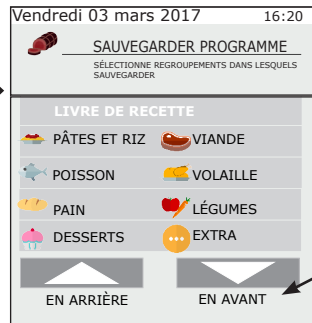 Vendredi 03 mars 2017 16:20
SAUVEGARDER PROGRAMME
SÉLECTIONNE REGROUPEMENTS DANS LESQUELS
SAUVEGARDER
LIVRE DE RECETTE
PÂTES ET RIZ VIANDE
POISSON VOLAILLE
PAIN LÉGUMES
DESSERTS EXTRA
EN ARRIÈRE EN AVANT